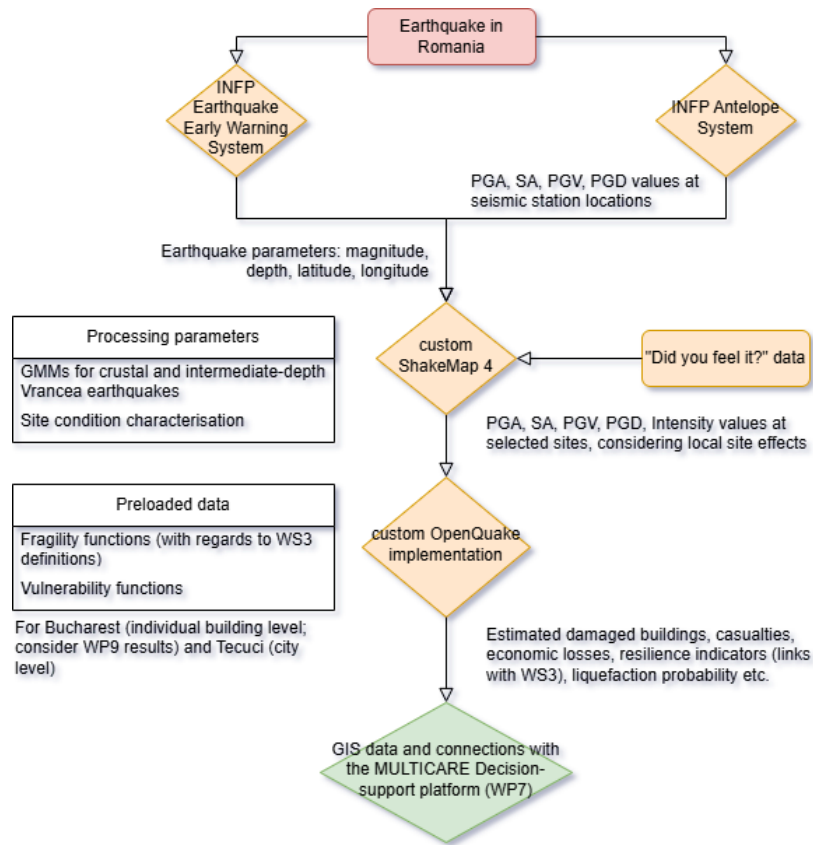 Earthquake in
Romania
INFP
Earthquake
Early Warning
System
INFP Antelope
System
PGA, SA, PGV, PGD values at
seismic station locations
Earthquake parameters: magnitude,
depth, latitude, longitude
Processing parameters
GMMs for crustal and intermediate-depth
Vrancea earthquakes
Site condition characterisation
custom
ShakeMap 4
"Did you feel it?" data
PGA, SA, PGV, PGD, Intensity values at
selected sites, considering local site effects
Preloaded data
Fragility functions (with regards to WS3
definitions)
Vulnerability functions
For Bucharest (individual building level;
consider WP9 results) and Tecuci (city
level)
custom OpenQuake
implementation
Estimated damaged buildings, casualties,
economic losses, resilience indicators (links
with WS3), liquefaction probability etc.
GIS data and connections with
the MULTICARE Decision-
support platform (WP7)